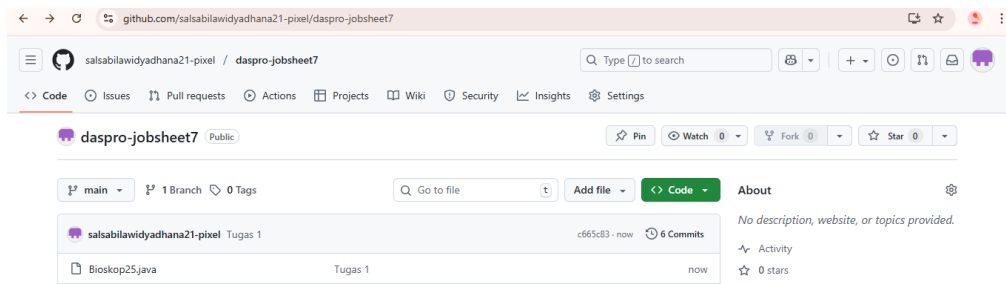 github.com/salsabilawidyadhana21-pixel/daspro-jobsheet7
salsabilawidyadhana21-pixel / daspro-jobsheet7
Type / to search
Code Issues Pull requests Actions Projects Wiki Security Insights Settings
daspro-jobsheet7 Public
Pin Watch 0 Fork 0 Star 0
main 1 Branch 0 Tags
Go to file t Add file Code
About
salsabilawidyadhana21-pixel Tugas 1 c665c83 · now 6 Commits
No description, website, or topics provided.
Activity
Bioskop25.java Tugas 1 now
0 stars